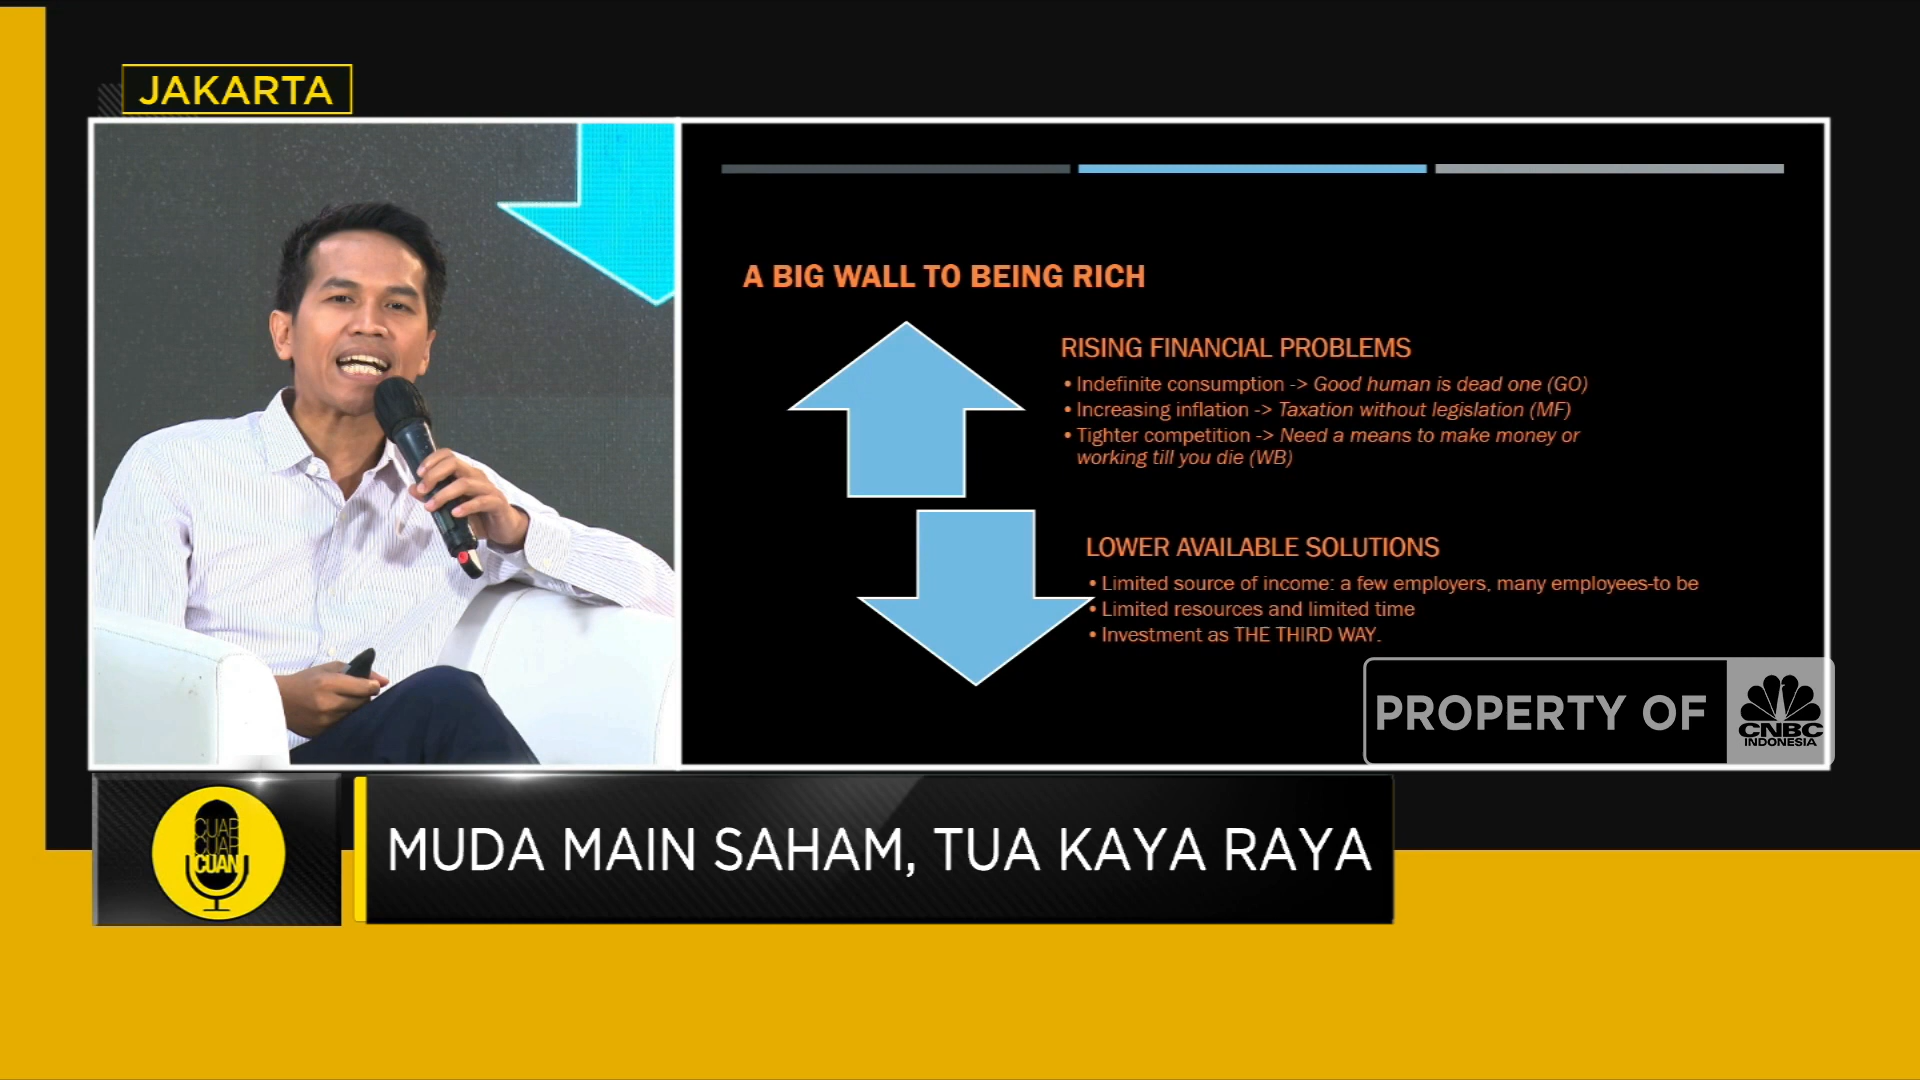 JAKARTA
A BIG WALL TO BEING RICH
RISING FINANCIAL PROBLEMS
• Indefinite consumption -> Good human is dead one (GO)
• Increasing inflation -> Taxation without legislation (MF)
• Tighter competition -> Need a means to make money or
working till you die (WB)
LOWER AVAILABLE SOLUTIONS
• Limited source of income: a few employers, many employees-to be
• Limited resources and limited time
• Investment as THE THIRD WAY.
PROPERTY OF
CNBC
INDONESIA
CUAP
CUAP
CUAN
MUDA MAIN SAHAM, TUA KAYA RAYA